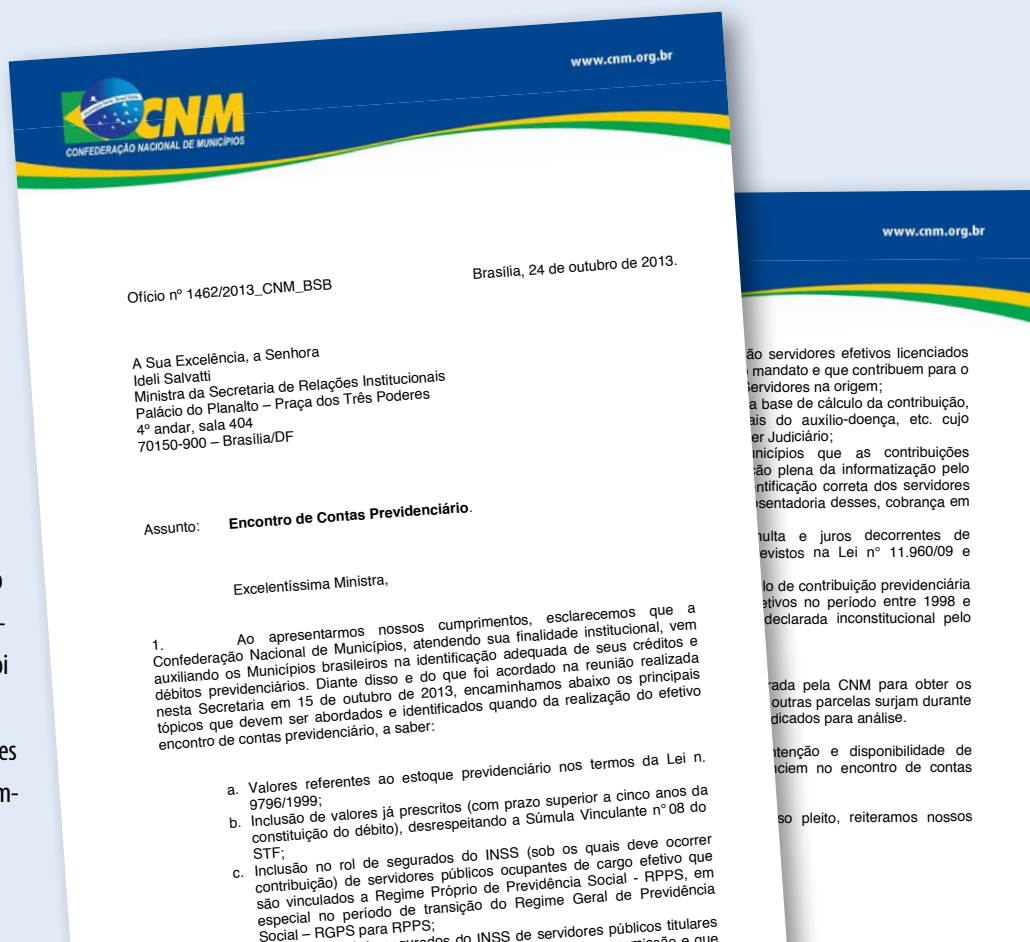 www.cnm.org.br
CNM
CONFEDERAÇÃO NACIONAL DE MUNICÍPIOS
Ofício nº 1462/2013_CNM_BSB
Brasília, 24 de outubro de 2013.
A Sua Excelência, a Senhora
Ideli Salvatti
Ministra da Secretaria de Relações Institucionais
Palácio do Planalto – Praça dos Três Poderes
4º andar, sala 404
70150-900 – Brasília/DF
Assunto: Encontro de Contas Previdenciário.
Excelentíssima Ministra,
1. Ao apresentarmos nossos cumprimentos, esclarecemos que a
Confederação Nacional de Municípios, atendendo sua finalidade institucional, vem
auxiliando os Municípios brasileiros na identificação adequada de seus créditos e
débitos previdenciários. Diante disso e do que foi acordado na reunião realizada
nesta Secretaria em 15 de outubro de 2013, encaminhamos abaixo os principais
tópicos que devem ser abordados e identificados quando da realização do efetivo
encontro de contas previdenciário, a saber:
a. Valores referentes ao estoque previdenciário nos termos da Lei n.
9796/1999;
b. Inclusão de valores já prescritos (com prazo superior a cinco anos da
constituição do débito), desrespeitando a Súmula Vinculante n° 08 do
STF;
c. Inclusão no rol de segurados do INSS (sob os quais deve ocorrer
contribuição) de servidores públicos ocupantes de cargo efetivo que
são vinculados a Regime Próprio de Previdência Social - RPPS, em
especial no período de transição do Regime Geral de Previdência
Social – RGPS para RPPS;
segurados do INSS de servidores públicos titulares
e que
www.cnm.org.br
ão servidores efetivos licenciados
mandato e que contribuem para o
Servidores na origem;
a base de cálculo da contribuição,
ais do auxílio-doença, etc. cujo
er Judiciário;
unicípios que as contribuições
ão plena da informatização pelo
ntificação correta dos servidores
osentadoria desses, cobrança em
ulta e juros decorrentes de
evistos na Lei n° 11.960/09 e
lo de contribuição previdenciária
etivos no período entre 1998 e
declarada inconstitucional pelo
rada pela CNM para obter os
outras parcelas surjam durante
dicados para análise.
tenção e disponibilidade de
nciem no encontro de contas
so pleito, reiteramos nossos